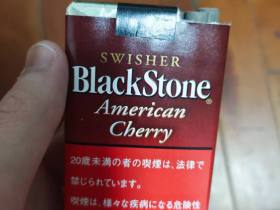 SWISHER
BlackStone®
American
Cherry
20歳未満の者の喫煙は、法律で
禁じられています。
喫煙は、様々な疾病になる危険性